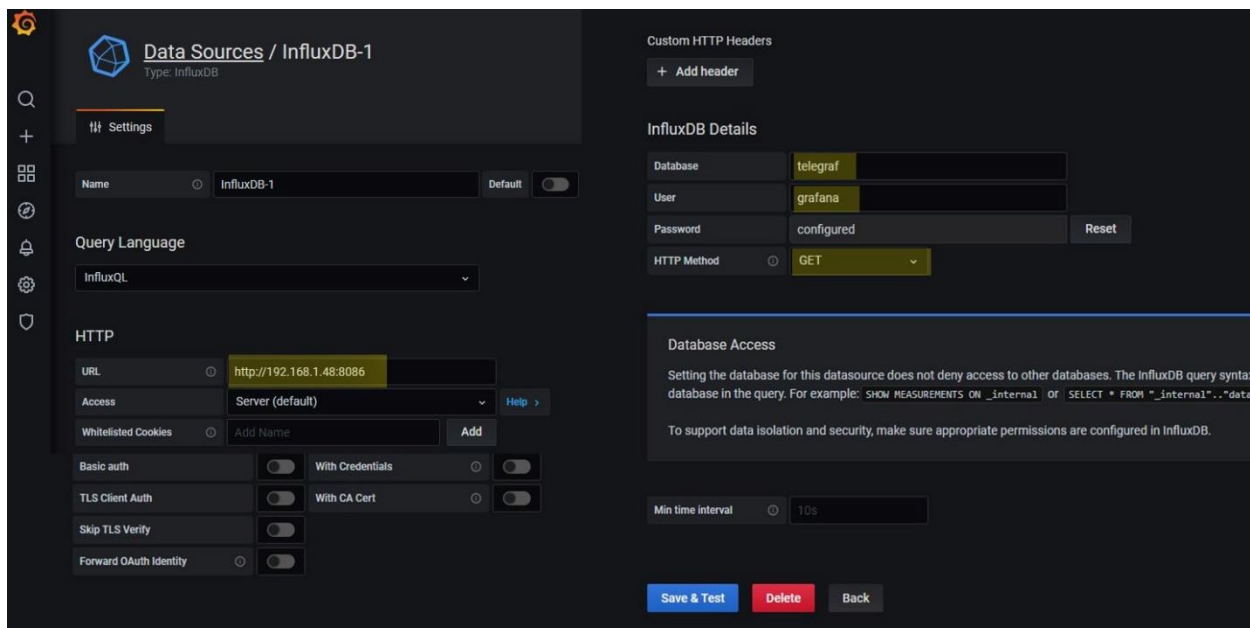 Data Sources / InfluxDB-1
Type: InfluxDB
Settings
Name InfluxDB-1 Default
Query Language
InfluxQL
HTTP
URL http://192.168.1.48:8086
Access Server (default) Help >
Whitelisted Cookies Add Name Add
Basic auth With Credentials
TLS Client Auth With CA Cert
Skip TLS Verify
Forward OAuth Identity
Custom HTTP Headers
+ Add header
InfluxDB Details
Database telegraf
User grafana
Password configured Reset
HTTP Method GET
Database Access
Setting the database for this datasource does not deny access to other databases. The InfluxDB query synta
database in the query. For example: SHOW MEASUREMENTS ON _internal or SELECT * FROM "_internal".."data
To support data isolation and security, make sure appropriate permissions are configured in InfluxDB.
Min time interval 10s
Save & Test Delete Back